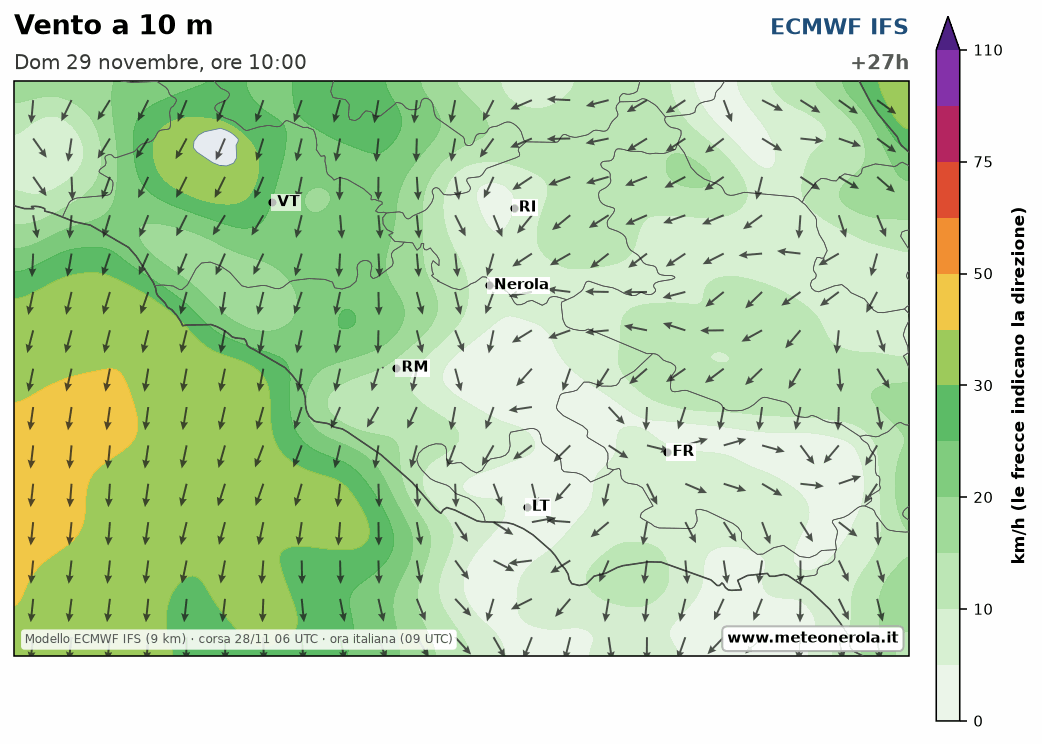 Vento a 10 m
ECMWF IFS
Dom 29 novembre, ore 10:00
+27h
110
75
50
30
20
10
0
km/h (le frecce indicano la direzione)
VT
RI
Nerola
RM
FR
LT
Modello ECMWF IFS (9 km) · corsa 28/11 06 UTC · ora italiana (09 UTC)
www.meteonerola.it